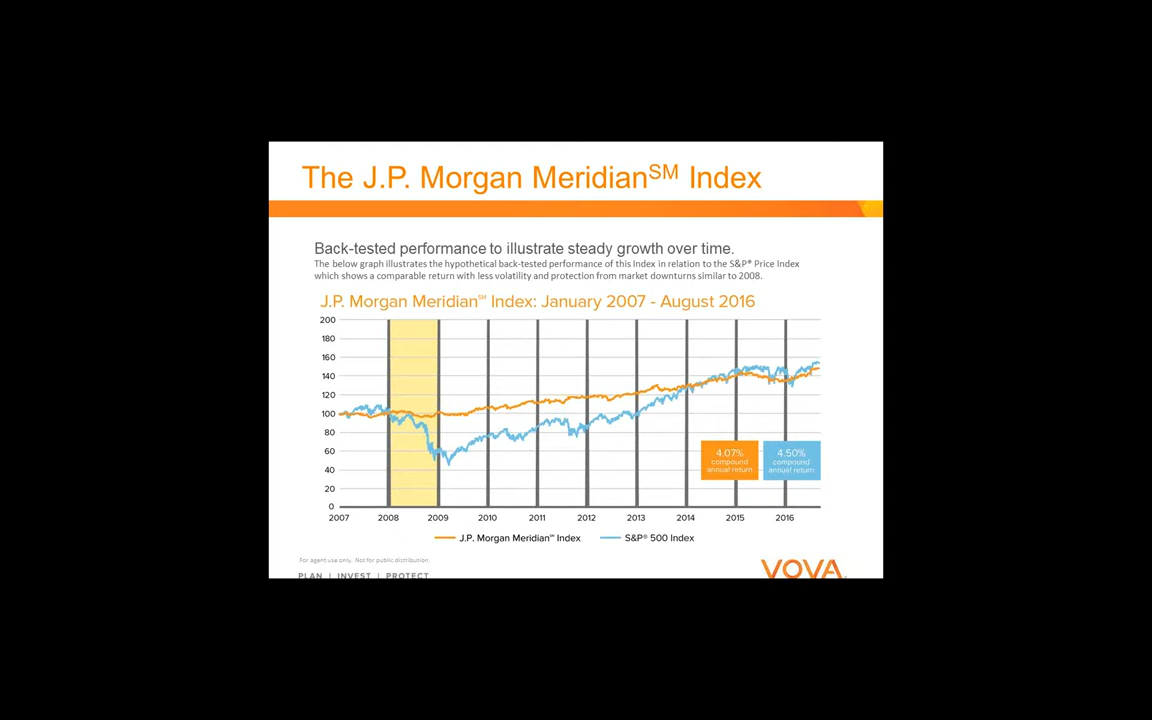 The J.P. Morgan Meridian℠ Index
Back-tested performance to illustrate steady growth over time.
The below graph illustrates the hypothetical back-tested performance of this Index in relation to the S&P® Price Index
which shows a comparable return with less volatility and protection from market downturns similar to 2008.
J.P. Morgan Meridian℠ Index: January 2007 - August 2016
200
180
160
140
120
100
80
60
40
20
0
4.07%
compound
annual return
4.50%
compound
annual return
2007 2008 2009 2010 2011 2012 2013 2014 2015 2016
J.P. Morgan Meridian℠ Index S&P® 500 Index
For agent use only. Not for public distribution.
PLAN | INVEST | PROTECT
VOYA